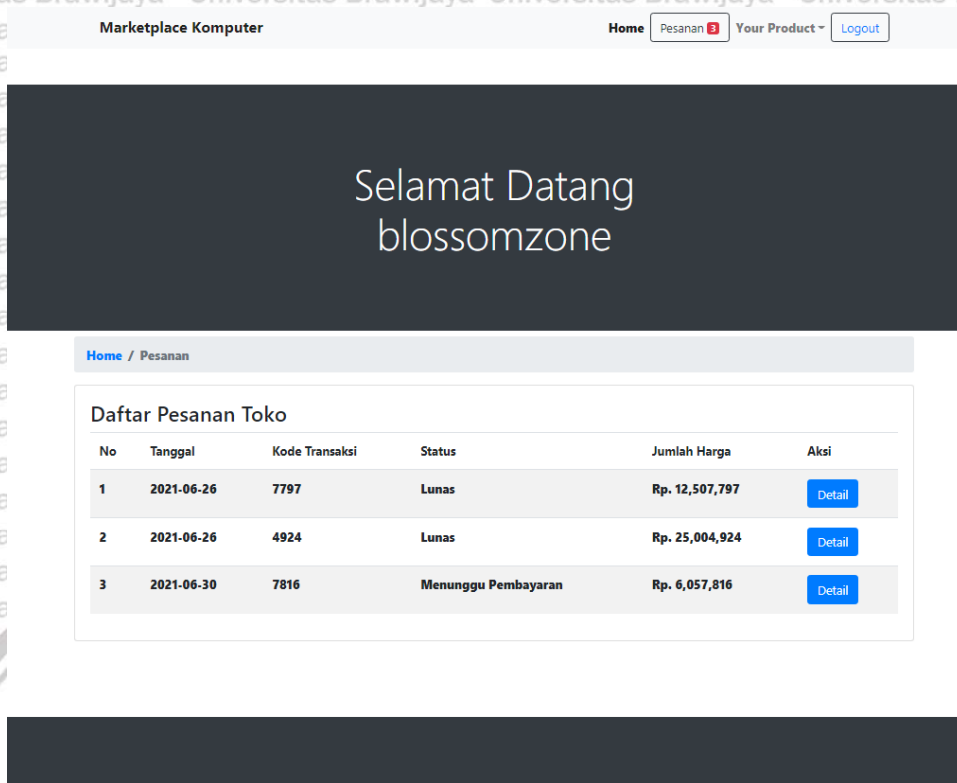 Universitas Brawijaya
Marketplace Komputer Home Pesanan 3 Your Product Logout
Selamat Datang
blossomzone
Home / Pesanan
Daftar Pesanan Toko
No Tanggal Kode Transaksi Status Jumlah Harga Aksi
1 2021-06-26 7797 Lunas Rp. 12,507,797 Detail
2 2021-06-26 4924 Lunas Rp. 25,004,924 Detail
3 2021-06-30 7816 Menunggu Pembayaran Rp. 6,057,816 Detail